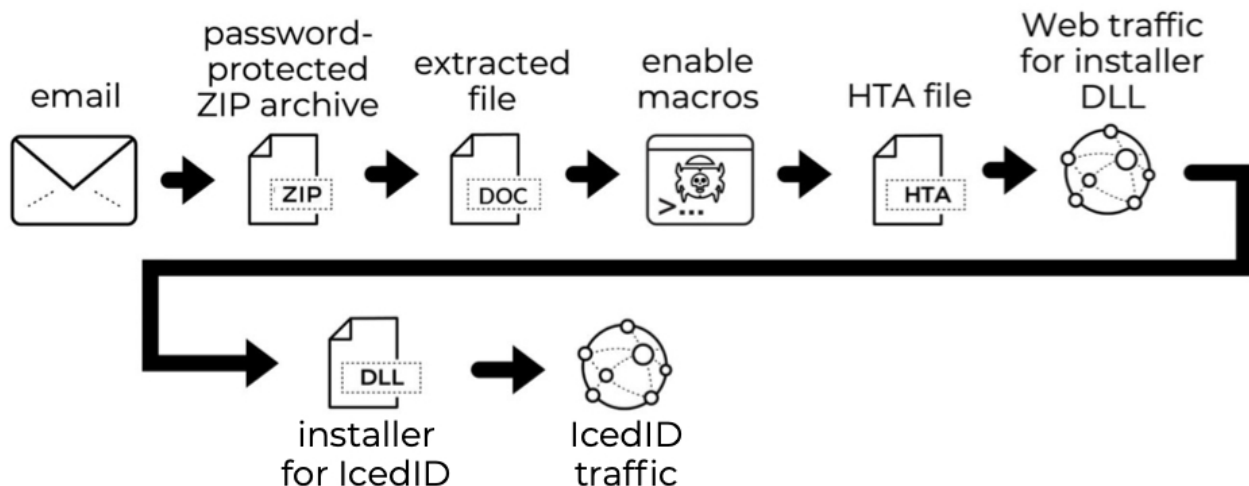 email
password-
protected
ZIP archive
extracted
file
enable
macros
HTA file
Web traffic
for installer
DLL
ZIP
DOC
>...
HTA
DLL
installer
for IcedID
IcedID
traffic